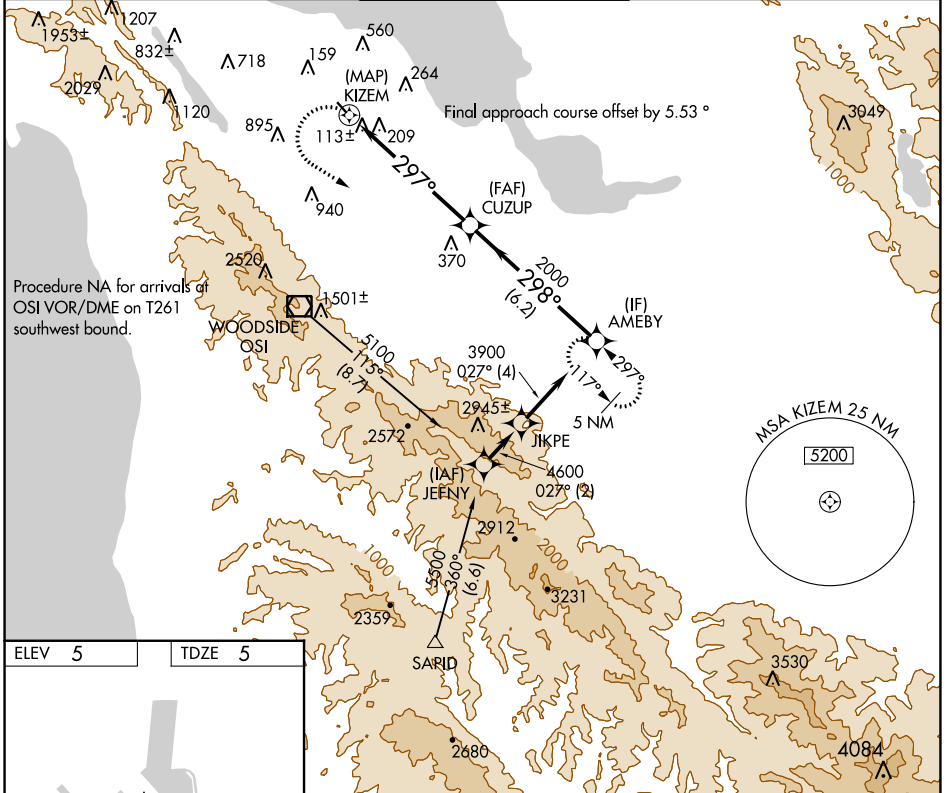 1207
1953±
832±
560
718
159
(MAP)
KIZEM
264
2029
1120
Final approach course offset by 5.53 °
3049
895
113±
209
1000
297°
(FAF)
CUZUP
940
370
2520
2000
298°
(6.2)
Procedure NA for arrivals at
OSI VOR/DME on T261
southwest bound.
1501±
(IF)
AMEBY
WOODSIDE
OSI
5100
115°
(8.7)
3900
027° (4)
297°
117°
5 NM
2945±
JIKPE
2572
MSA KIZEM 25 NM
5200
(IAF)
JEFNY
4600
027° (2)
2912
2000
1000
5500
360°
(6.6)
3231
2359
SAPID
ELEV 5
TDZE 5
3530
2680
4084